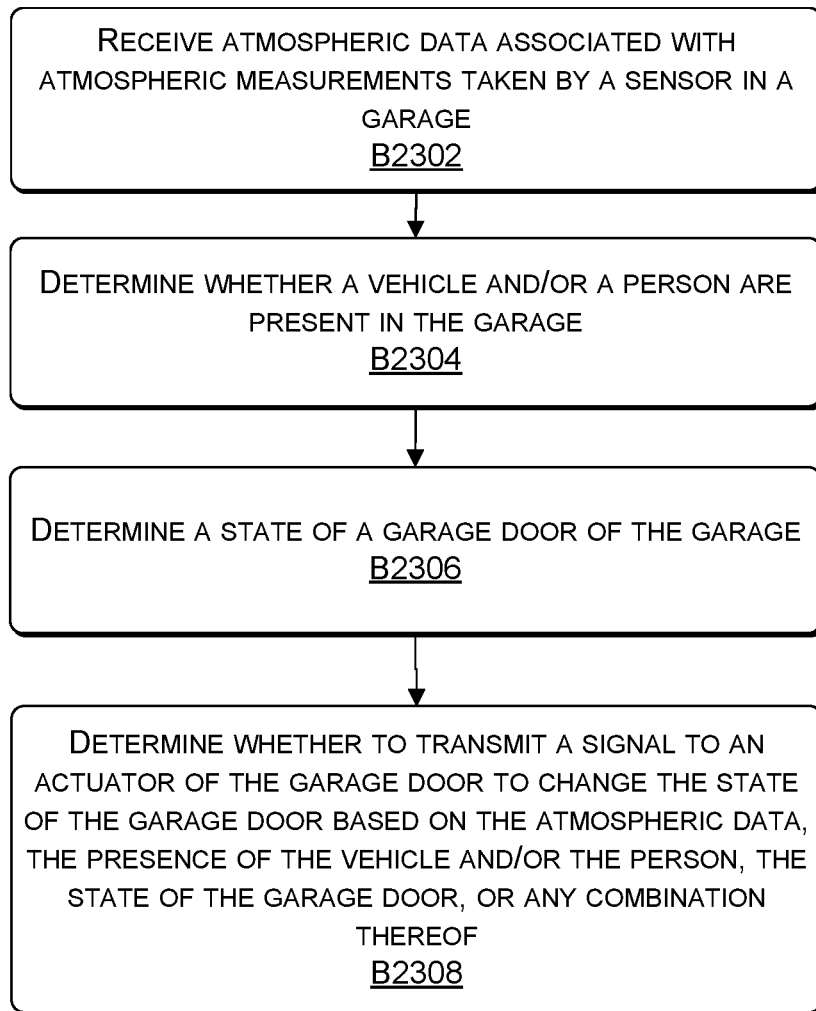 RECEIVE ATMOSPHERIC DATA ASSOCIATED WITH
ATMOSPHERIC MEASUREMENTS TAKEN BY A SENSOR IN A
GARAGE
B2302
DETERMINE WHETHER A VEHICLE AND/OR A PERSON ARE
PRESENT IN THE GARAGE
B2304
DETERMINE A STATE OF A GARAGE DOOR OF THE GARAGE
B2306
DETERMINE WHETHER TO TRANSMIT A SIGNAL TO AN
ACTUATOR OF THE GARAGE DOOR TO CHANGE THE STATE
OF THE GARAGE DOOR BASED ON THE ATMOSPHERIC DATA,
THE PRESENCE OF THE VEHICLE AND/OR THE PERSON, THE
STATE OF THE GARAGE DOOR, OR ANY COMBINATION
THEREOF
B2308